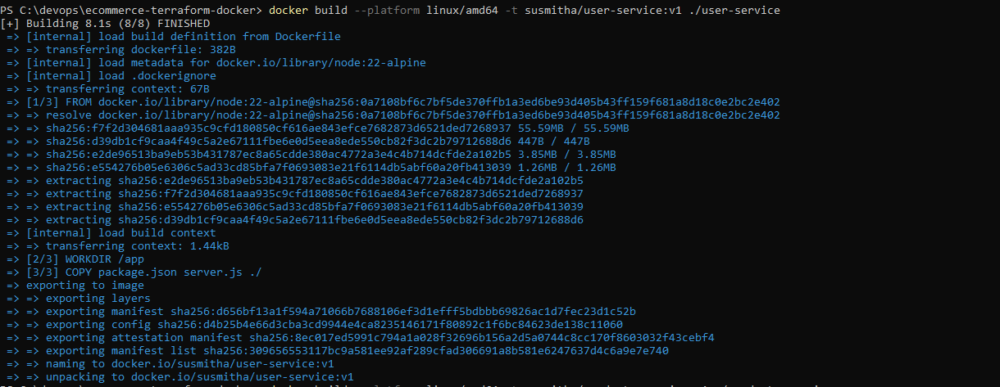 PS C:\devops\ecommerce-terraform-docker> docker build --platform linux/amd64 -t susmitha/user-service:v1 ./user-service
[+] Building 8.1s (8/8) FINISHED
=> [internal] load build definition from Dockerfile
=> => transferring dockerfile: 382B
=> [internal] load metadata for docker.io/library/node:22-alpine
=> [internal] load .dockerignore
=> => transferring context: 67B
=> [1/3] FROM docker.io/library/node:22-alpine@sha256:0a7108bf6c7bf5de370ffb1a3ed6be93d405b43ff159f681a8d18c0e2bc2e402
=> => resolve docker.io/library/node:22-alpine@sha256:0a7108bf6c7bf5de370ffb1a3ed6be93d405b43ff159f681a8d18c0e2bc2e402
=> => sha256:f7f2d304681aaa935c9cfd180850cf616ae843efce7682873d6521ded7268937 55.59MB / 55.59MB
=> => sha256:d39db1cf9caa4f49c5a2e67111fbe6e0d5eea8ede550cb82f3dc2b79712688d6 447B / 447B
=> => sha256:e2de96513ba9eb53b431787ec8a65cdde380ac4772a3e4c4b714dcfde2a102b5 3.85MB / 3.85MB
=> => sha256:e554276b05e6306c5ad33cd85bfa7f0693083e21f6114db5abf60a20fb413039 1.26MB / 1.26MB
=> => extracting sha256:e2de96513ba9eb53b431787ec8a65cdde380ac4772a3e4c4b714dcfde2a102b5
=> => extracting sha256:f7f2d304681aaa935c9cfd180850cf616ae843efce7682873d6521ded7268937
=> => extracting sha256:e554276b05e6306c5ad33cd85bfa7f0693083e21f6114db5abf60a20fb413039
=> => extracting sha256:d39db1cf9caa4f49c5a2e67111fbe6e0d5eea8ede550cb82f3dc2b79712688d6
=> [internal] load build context
=> => transferring context: 1.44kB
=> [2/3] WORKDIR /app
=> [3/3] COPY package.json server.js ./
=> exporting to image
=> => exporting layers
=> => exporting manifest sha256:d656bf13a1f594a71066b7688106ef3d1efff5bdbbb69826ac1d7fec23d1c52b
=> => exporting config sha256:d4b25b4e66d3cba3cd9944e4ca8235146171f80892c1f6bc84623de138c11060
=> => exporting attestation manifest sha256:8ec017ed5991c794a1a028f32696b156a2d5a0744c8cc170f8603032f43cebf4
=> => exporting manifest list sha256:309656553117bc9a581ee92af289cfad306691a8b581e6247637d4c6a9e7e740
=> => naming to docker.io/susmitha/user-service:v1
=> => unpacking to docker.io/susmitha/user-service:v1